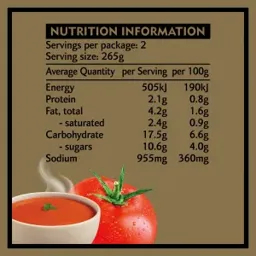 NUTRITION INFORMATION
Servings per package: 2
Serving size: 265g
Average Quantity per Serving per 100g
Energy 505kJ 190kJ
Protein 2.1g 0.8g
Fat, total 4.2g 1.6g
- saturated 2.4g 0.9g
Carbohydrate 17.5g 6.6g
- sugars 10.6g 4.0g
Sodium 955mg 360mg